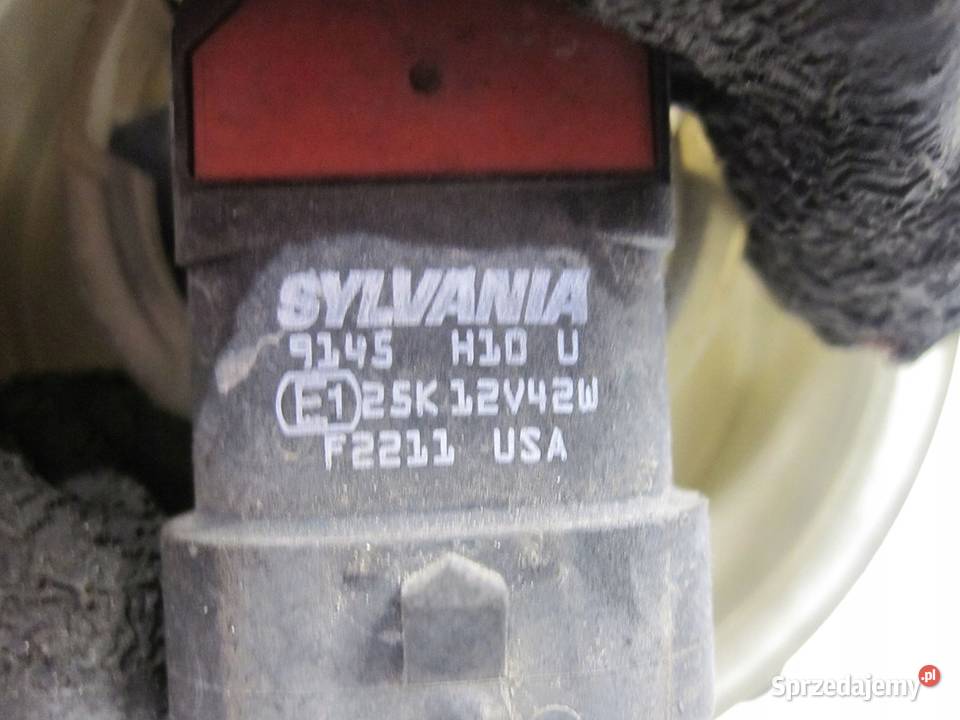 SYLVANIA
9145 H10 U
E1 25K 12V42W
F2211 USA
Sprzedajemy.pl